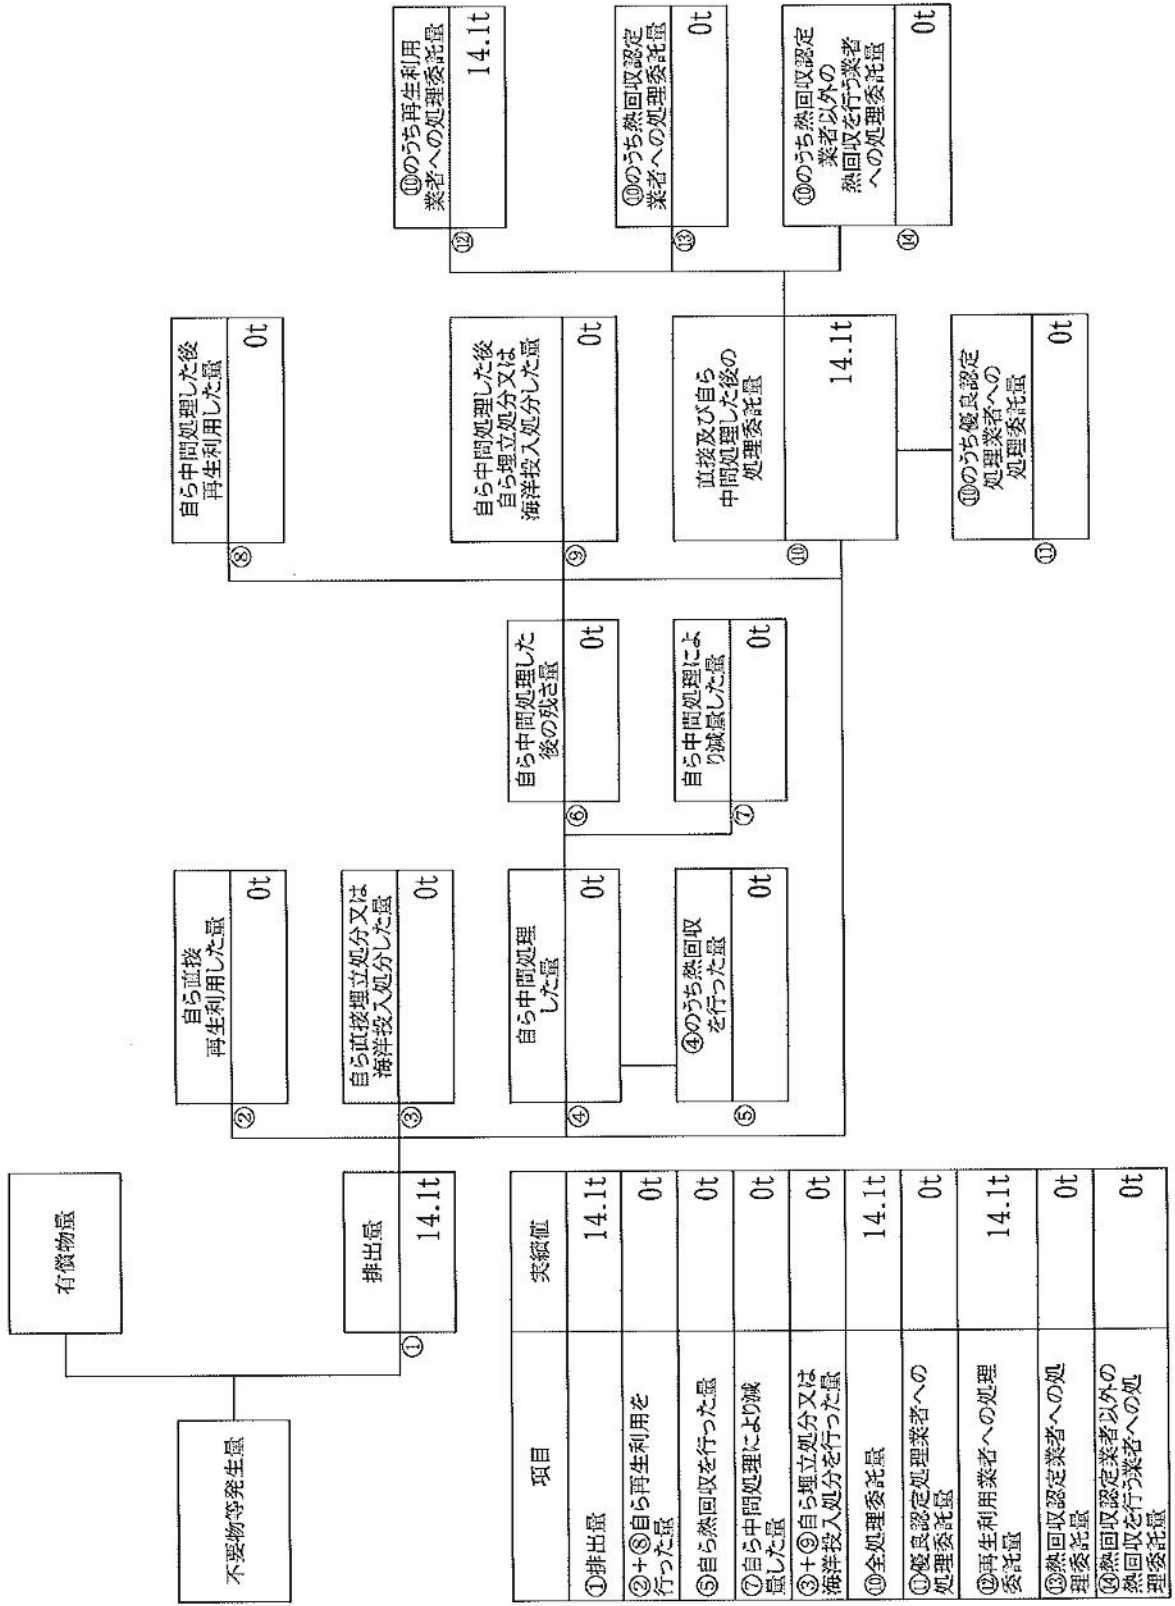 不要物等発生量
有償物量
排出量
①
14.1t
自ら直接
再生利用した量
②
0t
自ら直接埋立処分又は
海洋投入処分した量
③
0t
自ら中間処理
した量
④
0t
④のうち熱回収
を行った量
⑤
0t
自ら中間処理した
後の残さ量
⑥
0t
自ら中間処理によ
り減量した量
⑦
0t
自ら中間処理した後
再生利用した量
⑧
0t
自ら中間処理した後
自ら埋立処分又は
海洋投入処分した量
⑨
0t
直接及び自ら
中間処理した後の
処理委託量
⑩
14.1t
⑩のうち優良認定
処理業者への
処理委託量
⑪
0t
⑩のうち再生利用
業者への処理委託量
⑫
14.1t
⑩のうち熱回収認定
業者への処理委託量
⑬
0t
⑩のうち熱回収認定
業者以外の
熱回収を行う業者
への処理委託量
⑭
0t
項目 実績値
①排出量 14.1t
②+⑧自ら再生利用を
行った量 0t
⑤自ら熱回収を行った量 0t
⑦自ら中間処理により減
量した量 0t
③+⑨自ら埋立処分又は
海洋投入処分を行った量 0t
⑩全処理委託量 14.1t
⑪優良認定処理業者への
処理委託量 0t
⑫再生利用業者への処理
委託量 14.1t
⑬熱回収認定業者への処
理委託量 0t
⑭熱回収認定業者以外の
熱回収を行う業者への処
理委託量 0t